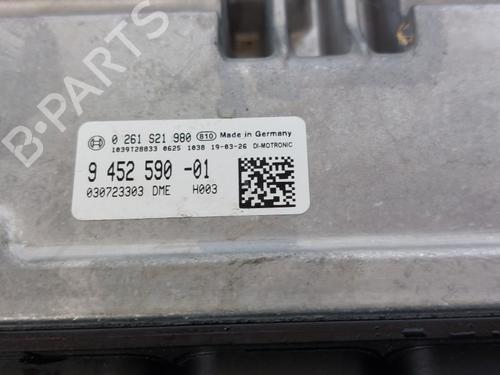 0 261 S21 980 810 Made in Germany
1039T28833 0625 1038 19-03-26 DI-MOTRONIC
9 452 590 -01
030723303 DME H003
B-PARTS